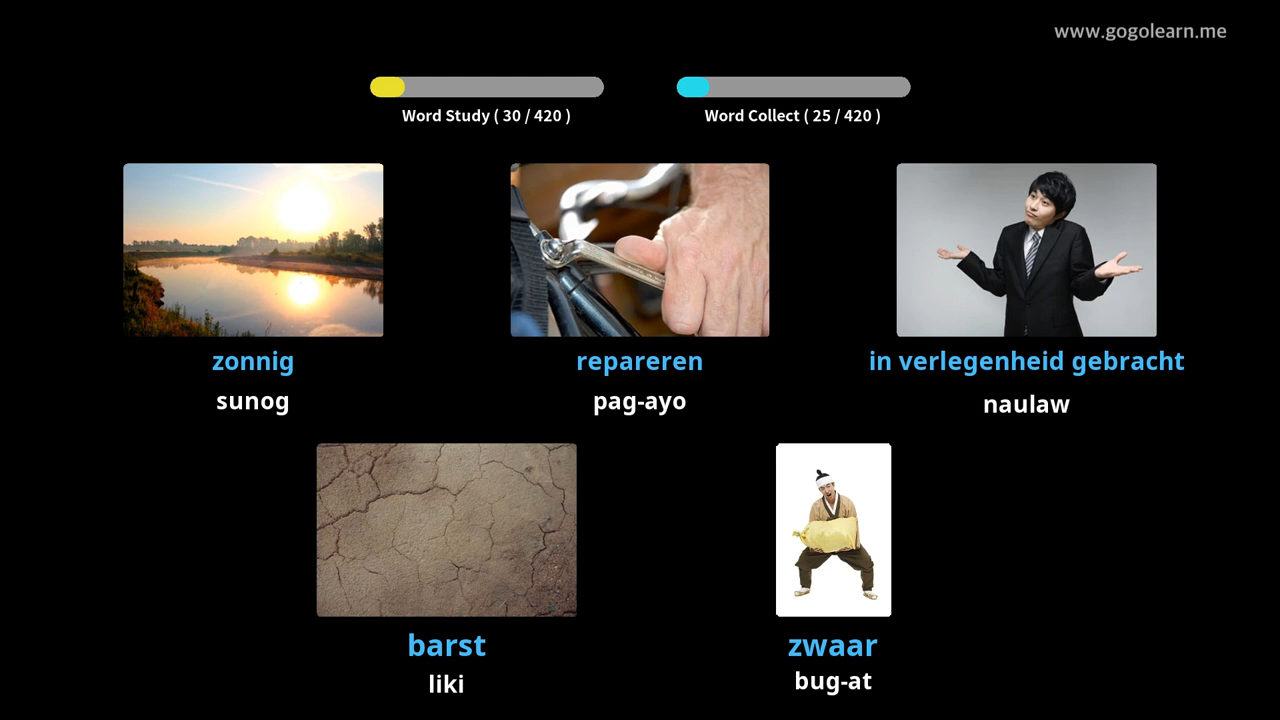 www.gogolearn.me
Word Study ( 30 / 420 )
Word Collect ( 25 / 420 )
zonnig
repareren
in verlegenheid gebracht
sunog
pag-ayo
naulaw
barst
zwaar
liki
bug-at